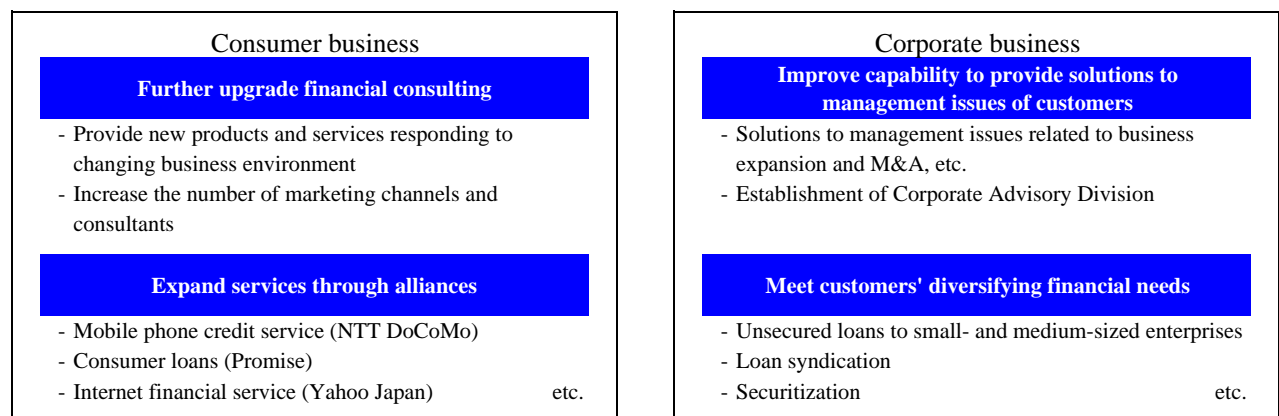 Consumer business
Further upgrade financial consulting
- Provide new products and services responding to
changing business environment
- Increase the number of marketing channels and
consultants
Expand services through alliances
- Mobile phone credit service (NTT DoCoMo)
- Consumer loans (Promise)
- Internet financial service (Yahoo Japan) etc.
Corporate business
Improve capability to provide solutions to
management issues of customers
- Solutions to management issues related to business
expansion and M&A, etc.
- Establishment of Corporate Advisory Division
Meet customers' diversifying financial needs
- Unsecured loans to small- and medium-sized enterprises
- Loan syndication
- Securitization etc.